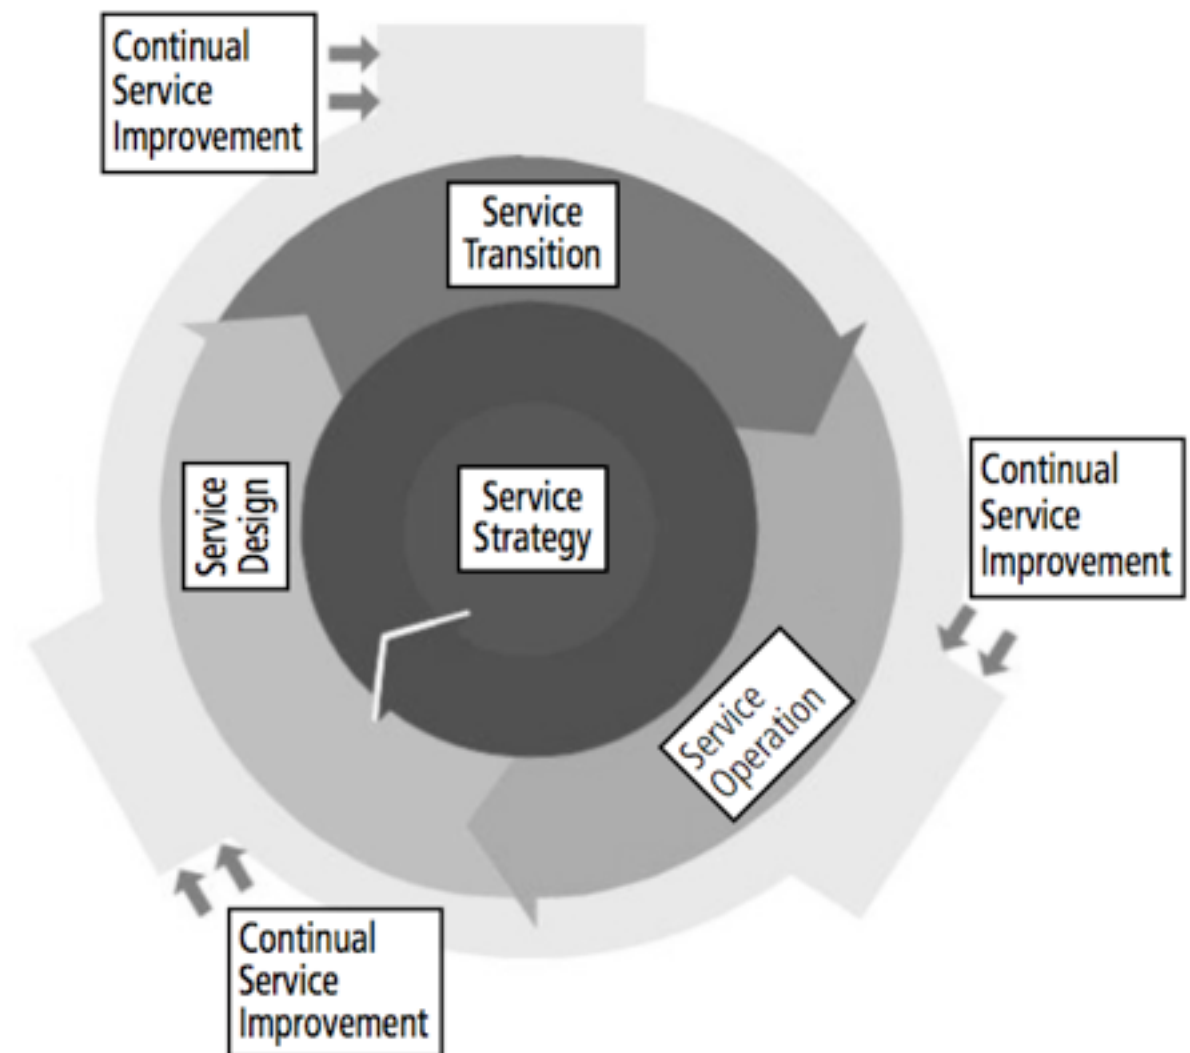 Continual
Service
Improvement
Service
Transition
Service
Design
Service
Strategy
Continual
Service
Improvement
Service
Operation
Continual
Service
Improvement